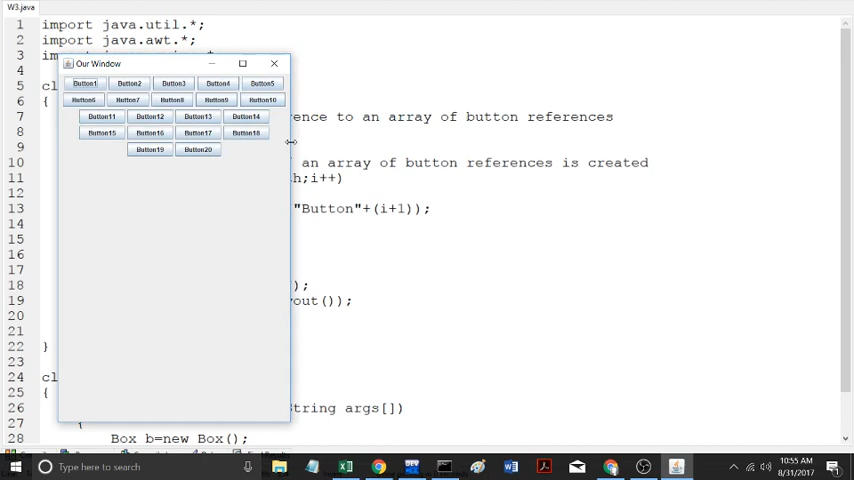 W3.java
1 import java.util.*;
2 import java.awt.*;
3
4
5 cl
6 {
7 ence to an array of button references
8
9
10 an array of button references is created
11 h;i++)
12
13 "Button"+(i+1));
14
15
16
17
18 );
19 yout());
20
21
22 }
23
24 cl
25 {
26 String args[])
27 {
28 Box b=new Box();
Our Window
Button1 Button2 Button3 Button4 Button5
Button6 Button7 Button8 Button9 Button10
Button11 Button12 Button13 Button14
Button15 Button16 Button17 Button18
Button19 Button20
Type here to search
10:55 AM
8/31/2017